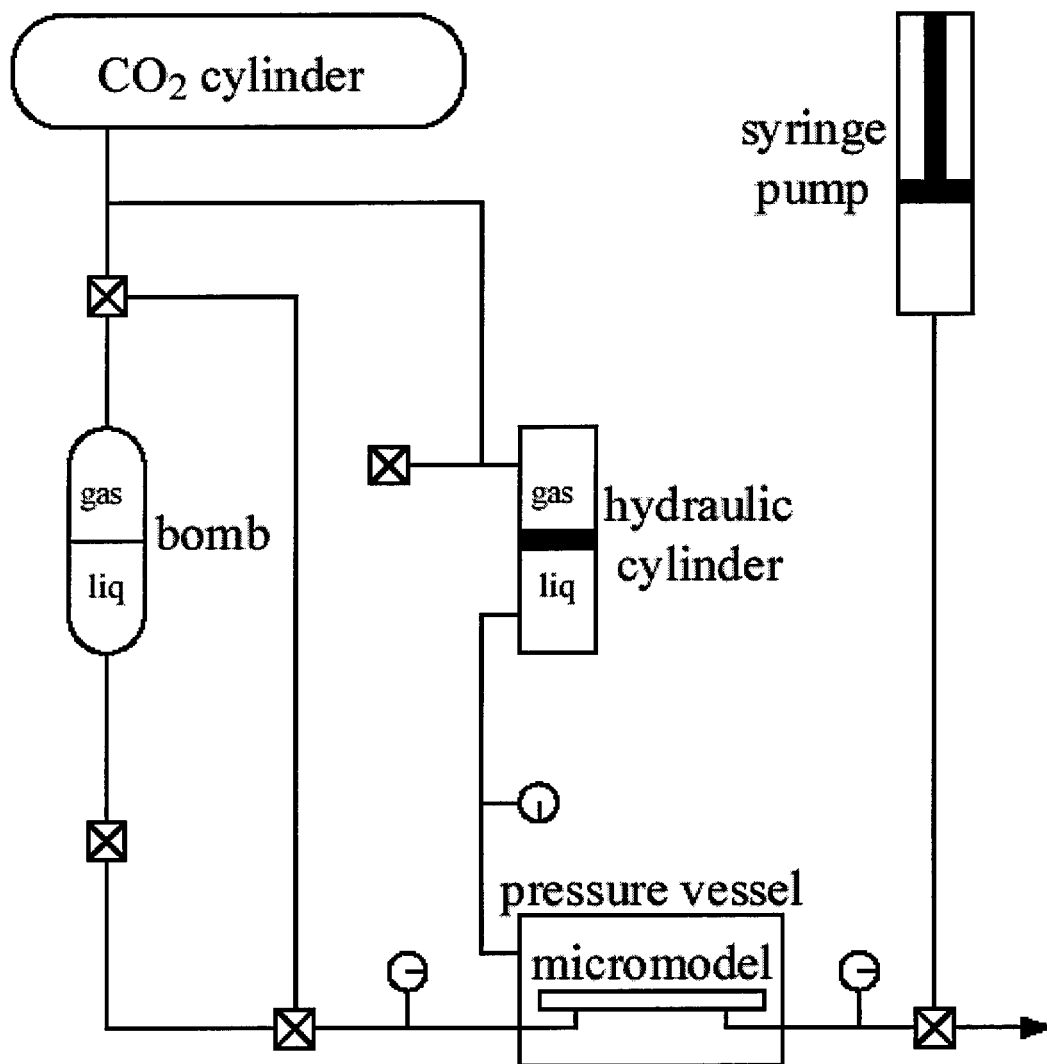 CO₂ cylinder
syringe
pump
gas
bomb
liq
gas
hydraulic
cylinder
liq
pressure vessel
micromodel